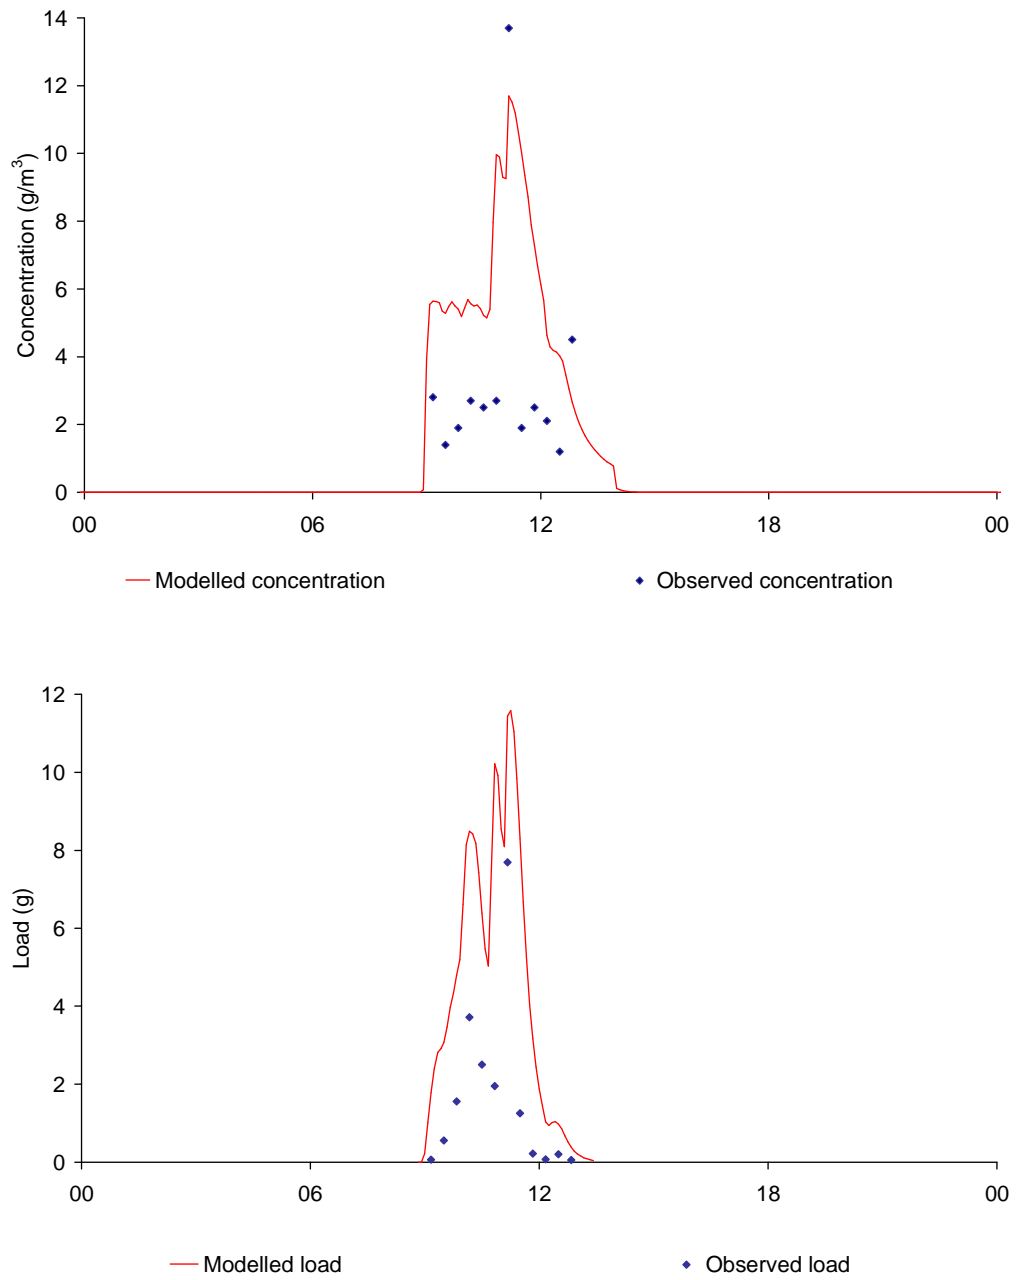 14
12
10
8
6
4
2
0
Concentration (g/m³)
00 06 12 18 00
Modelled concentration Observed concentration
12
10
8
6
4
2
0
Load (g)
00 06 12 18 00
Modelled load Observed load